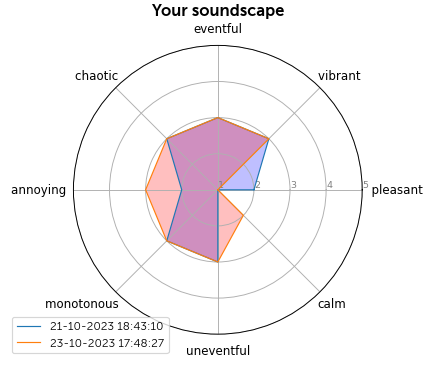 Your soundscape
eventful
chaotic
vibrant
annoying
1 2 3 4 5
pleasant
monotonous
calm
uneventful
21-10-2023 18:43:10
23-10-2023 17:48:27